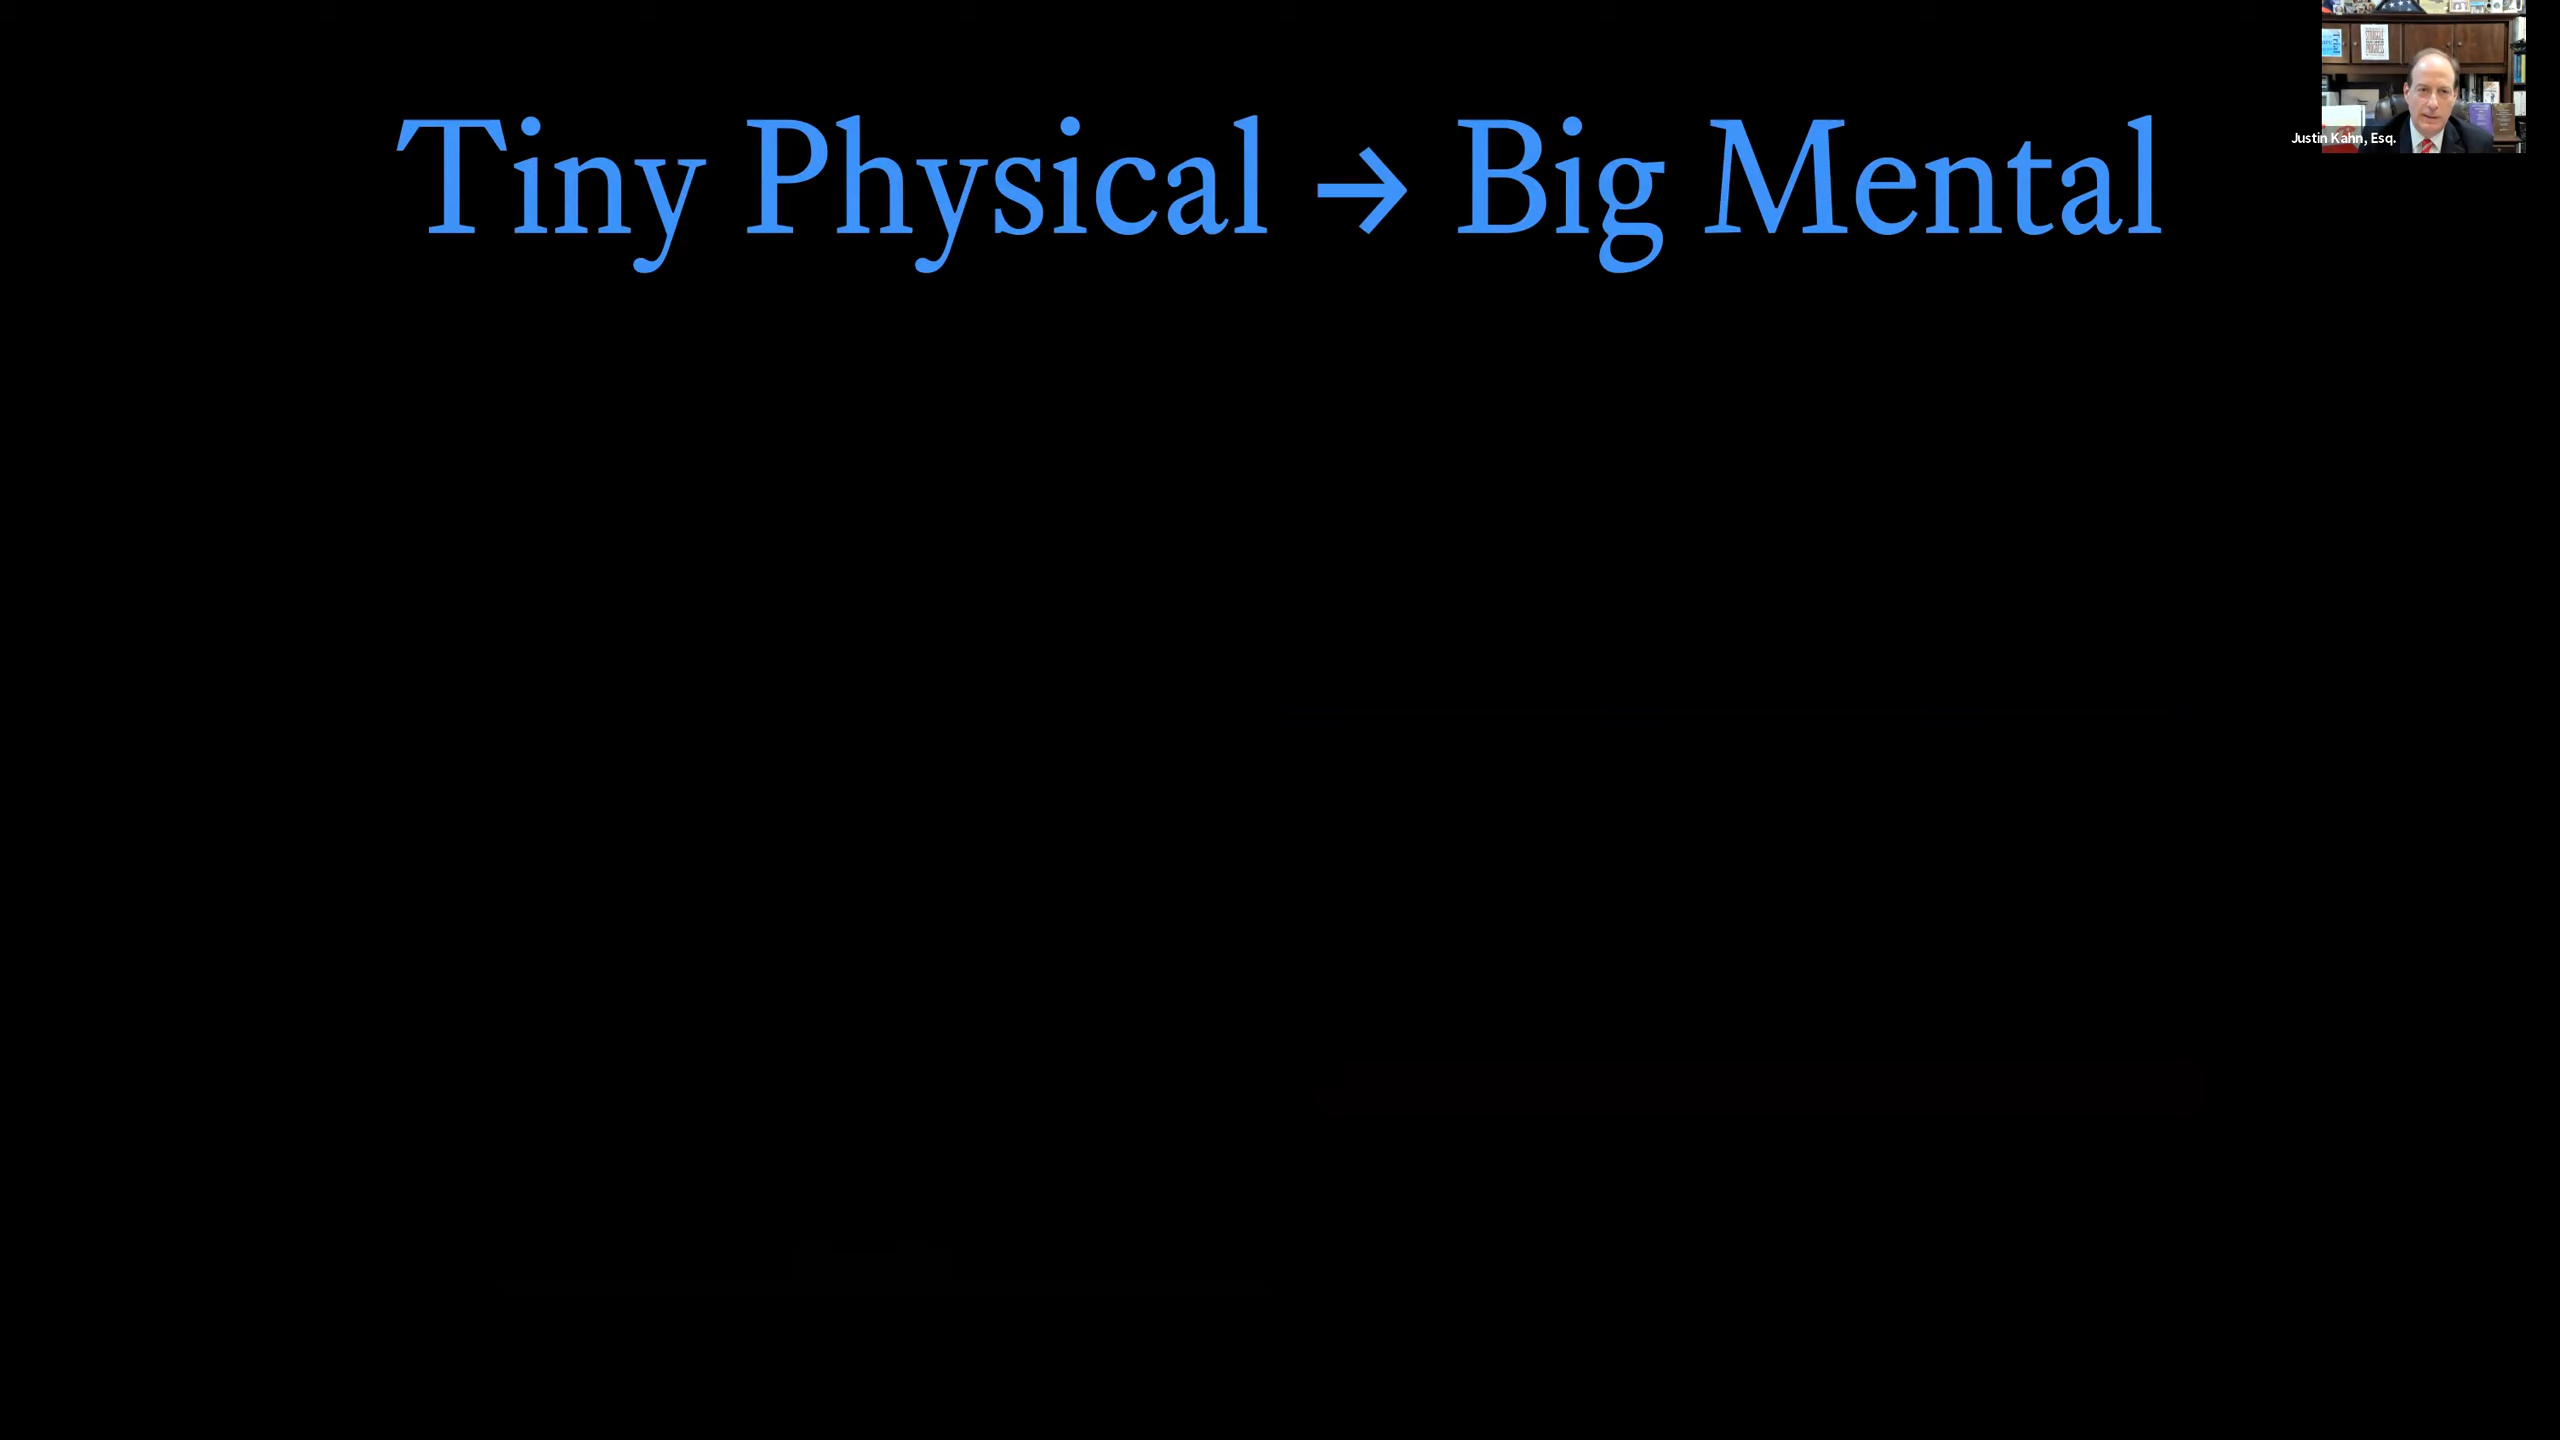 Tiny Physical → Big Mental
Justin Kahn, Esq.